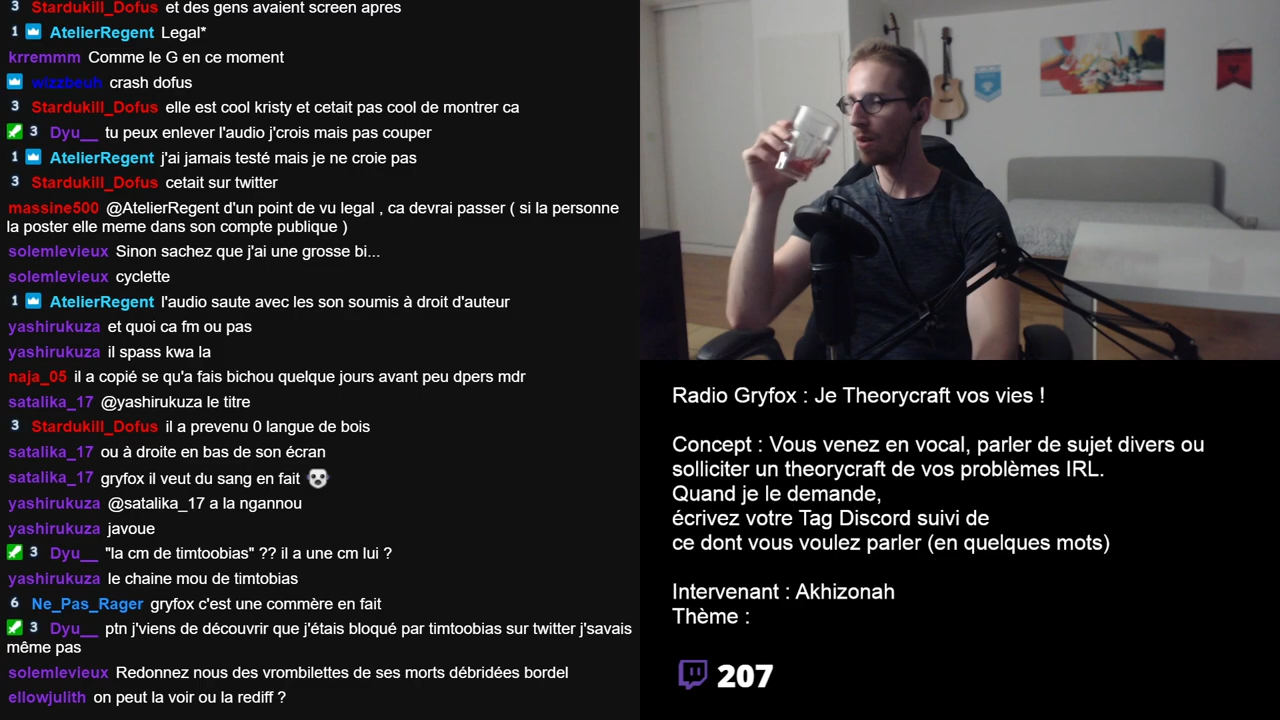 3 Stardukill_Dofus et des gens avaient screen apres
1 AtelierRegent Legal*
krremmm Comme le G en ce moment
wizzbeuh crash dofus
3 Stardukill_Dofus elle est cool kristy et cetait pas cool de montrer ca
3 Dyu__ tu peux enlever l'audio j'crois mais pas couper
1 AtelierRegent j'ai jamais testé mais je ne croie pas
3 Stardukill_Dofus cetait sur twitter
massine500 @AtelierRegent d'un point de vu legal , ca devrai passer ( si la personne
la poster elle meme dans son compte publique )
solemlevieux Sinon sachez que j'ai une grosse bi...
solemlevieux cyclette
1 AtelierRegent l'audio saute avec les son soumis à droit d'auteur
yashirukuza et quoi ca fm ou pas
yashirukuza il spass kwa la
naja_05 il a copié se qu'a fais bichou quelque jours avant peu dpers mdr
satalika_17 @yashirukuza le titre
3 Stardukill_Dofus il a prevenu 0 langue de bois
satalika_17 ou à droite en bas de son écran
satalika_17 gryfox il veut du sang en fait
yashirukuza @satalika_17 a la ngannou
yashirukuza javoue
3 Dyu__ "la cm de timtoobias" ?? il a une cm lui ?
yashirukuza le chaine mou de timtobias
6 Ne_Pas_Rager gryfox c'est une commère en fait
3 Dyu__ ptn j'viens de découvrir que j'étais bloqué par timtoobias sur twitter j'savais
même pas
solemlevieux Redonnez nous des vrombilettes de ses morts débridées bordel
ellowjulith on peut la voir ou la rediff ?
Radio Gryfox : Je Theorycraft vos vies !
Concept : Vous venez en vocal, parler de sujet divers ou
solliciter un theorycraft de vos problèmes IRL.
Quand je le demande,
écrivez votre Tag Discord suivi de
ce dont vous voulez parler (en quelques mots)
Intervenant : Akhizonah
Thème :
207